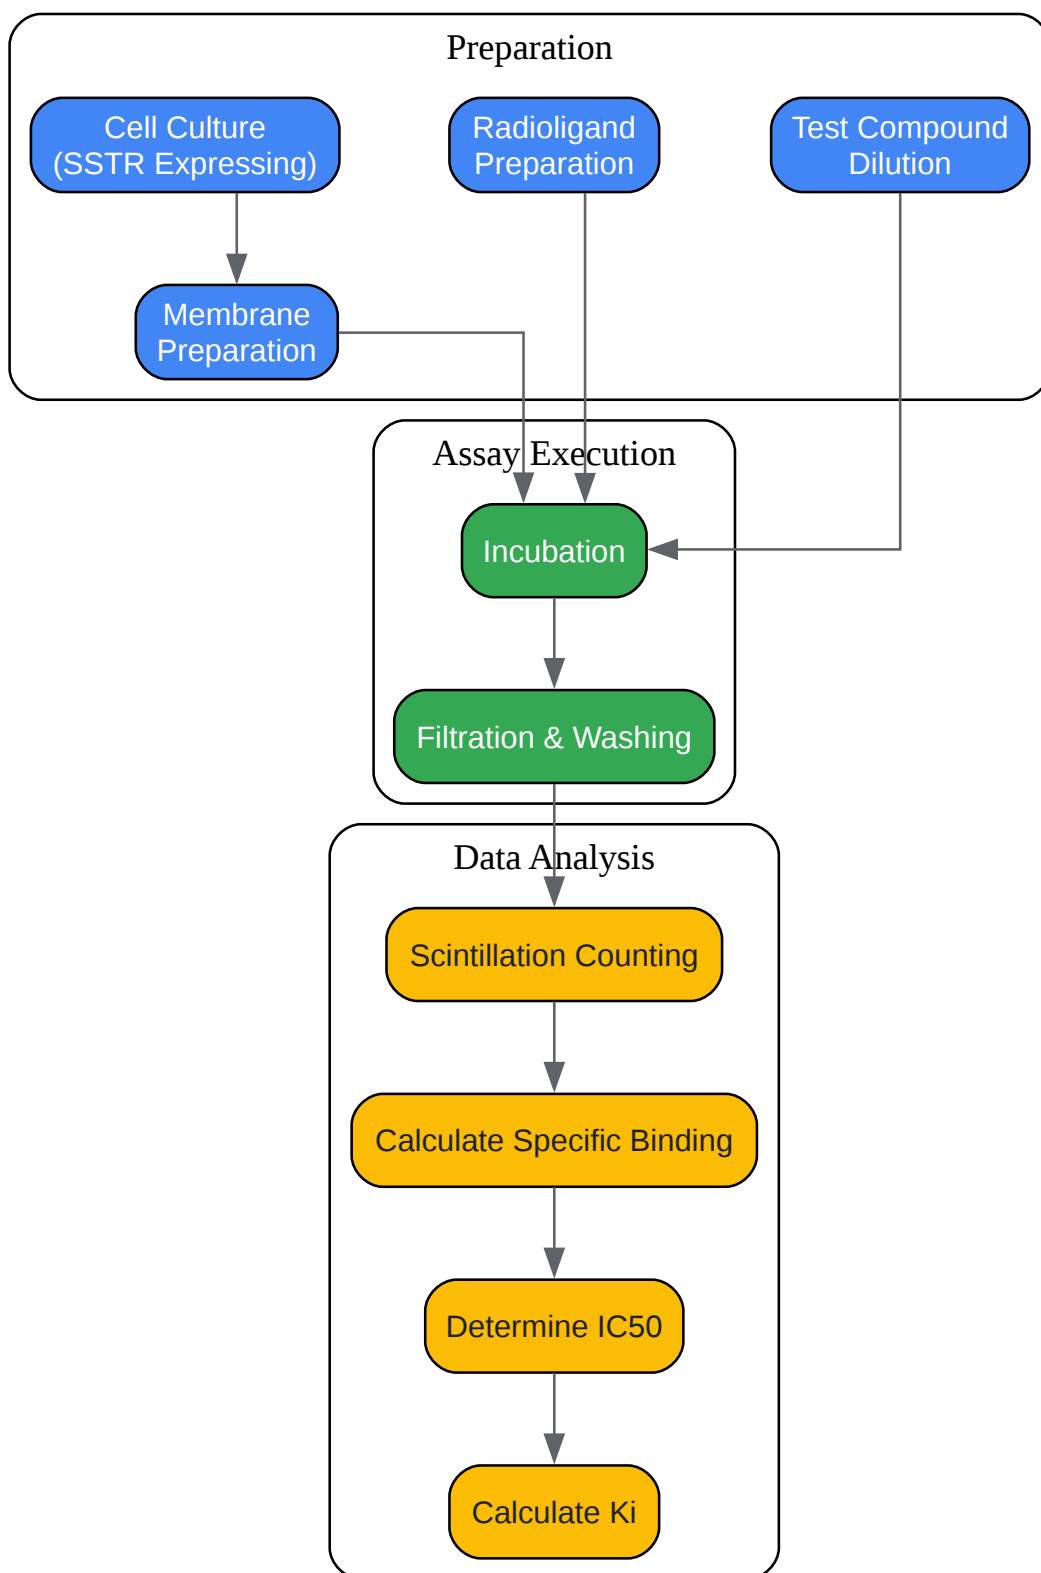 Preparation
Cell Culture
(SSTR Expressing)
Radioligand
Preparation
Test Compound
Dilution
Membrane
Preparation
Assay Execution
Incubation
Filtration & Washing
Data Analysis
Scintillation Counting
Calculate Specific Binding
Determine IC50
Calculate Ki